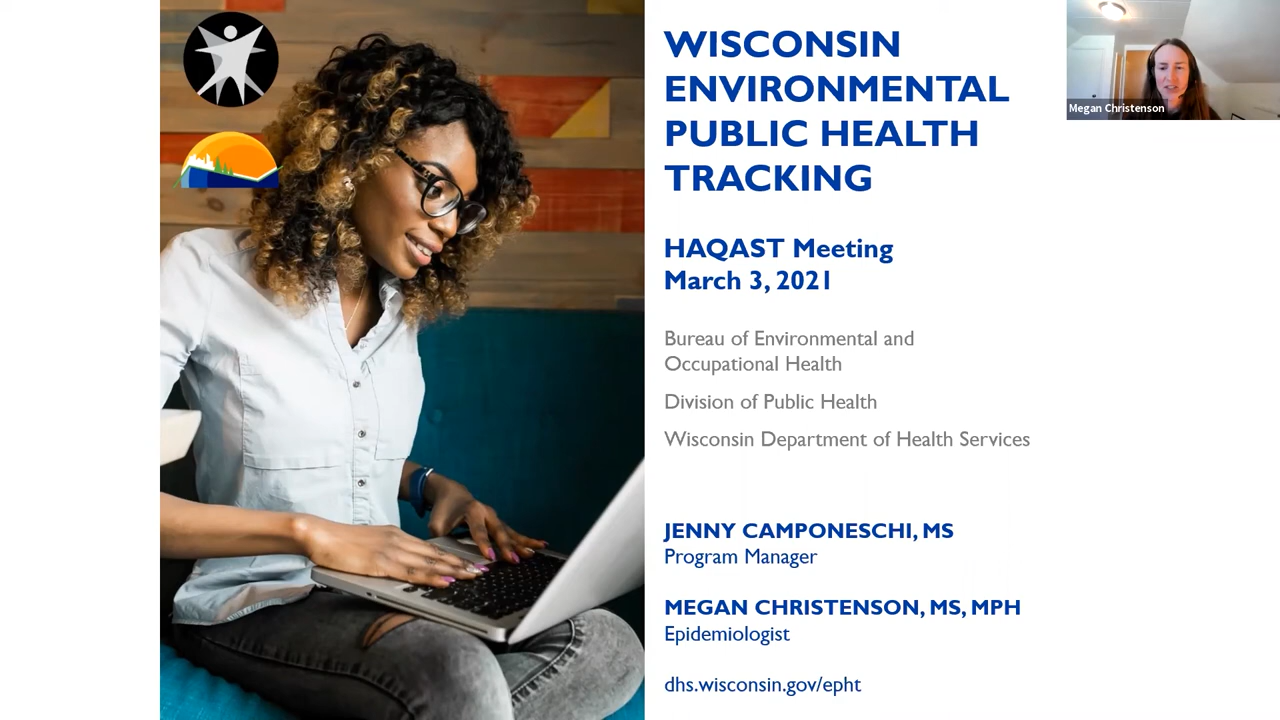 WISCONSIN
ENVIRONMENTAL
PUBLIC HEALTH
TRACKING
Megan Christenson
HAQAST Meeting
March 3, 2021
Bureau of Environmental and
Occupational Health
Division of Public Health
Wisconsin Department of Health Services
JENNY CAMPONESCHI, MS
Program Manager
MEGAN CHRISTENSON, MS, MPH
Epidemiologist
dhs.wisconsin.gov/epht